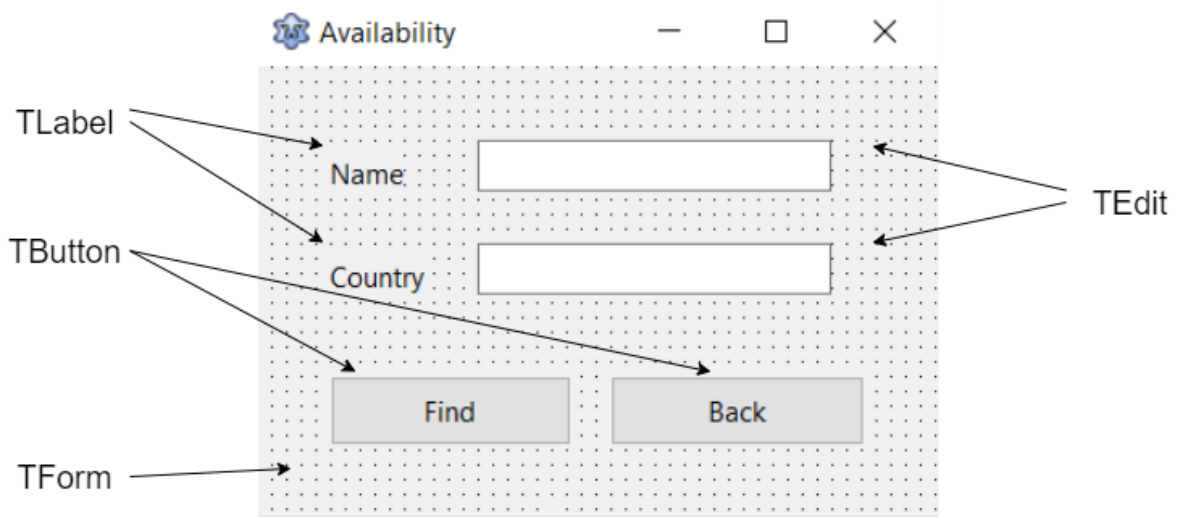 Availability
TLabel
Name
TEdit
TButton
Country
Find
Back
TForm